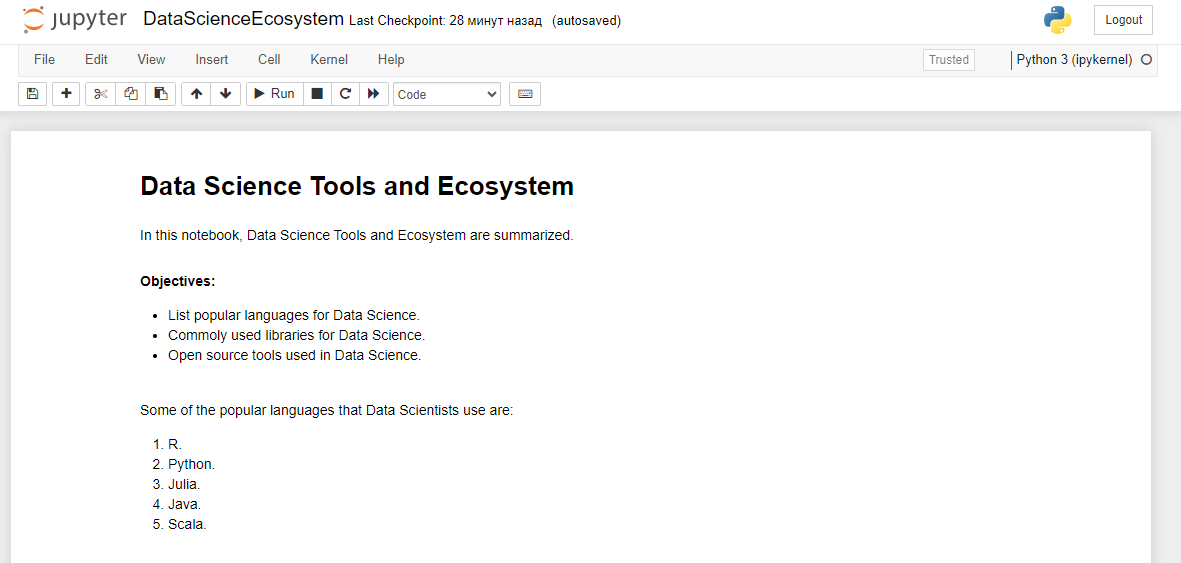 jupyter DataScienceEcosystem Last Checkpoint: 28 минут назад (autosaved) Logout
File Edit View Insert Cell Kernel Help Trusted Python 3 (ipykernel)
Run Code
Data Science Tools and Ecosystem
In this notebook, Data Science Tools and Ecosystem are summarized.
Objectives:
• List popular languages for Data Science.
• Commoly used libraries for Data Science.
• Open source tools used in Data Science.
Some of the popular languages that Data Scientists use are:
1. R.
2. Python.
3. Julia.
4. Java.
5. Scala.